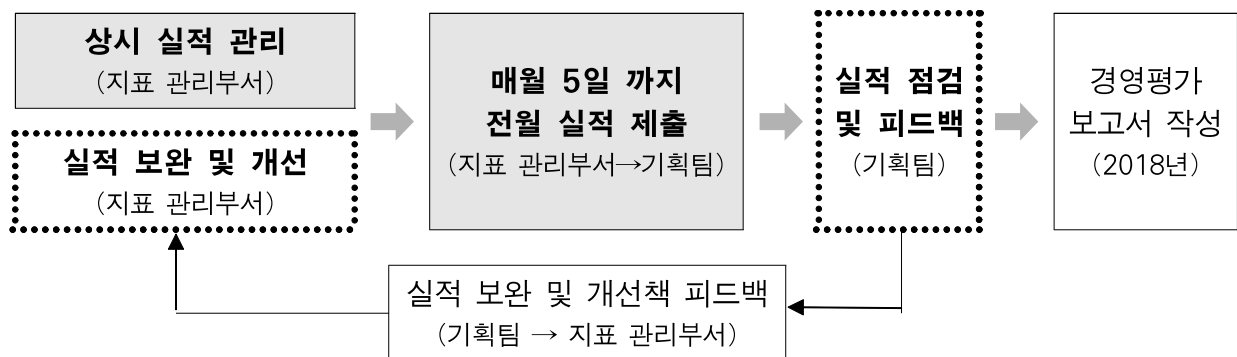 상시 실적 관리
(지표 관리부서)
실적 보완 및 개선
(지표 관리부서)
매월 5일 까지
전월 실적 제출
(지표 관리부서→기획팀)
실적 점검
및 피드백
(기획팀)
경영평가
보고서 작성
(2018년)
실적 보완 및 개선책 피드백
(기획팀 → 지표 관리부서)